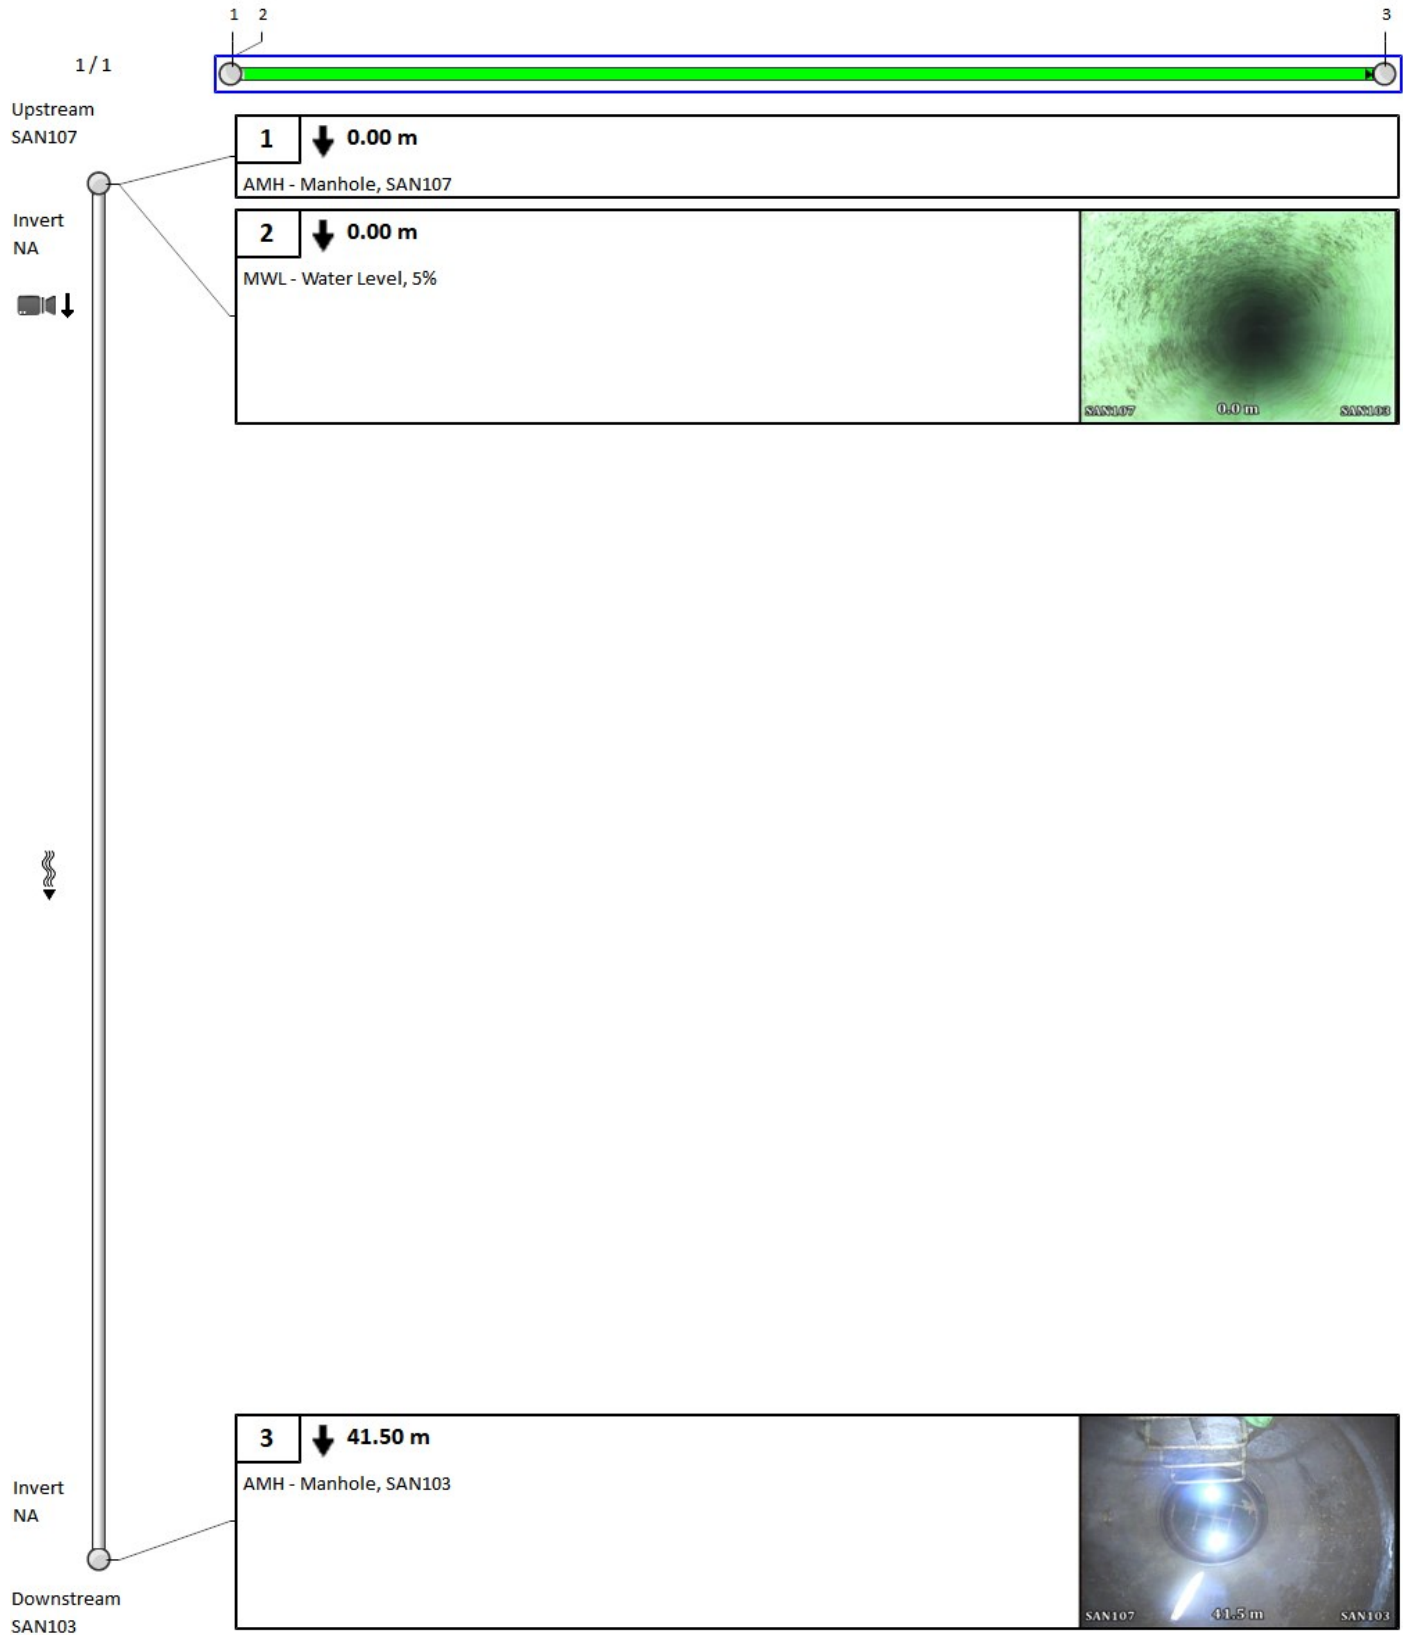 1 2 3
1 / 1
Upstream
SAN107
1 0.00 m
AMH - Manhole, SAN107
Invert
NA
2 0.00 m
MWL - Water Level, 5%
SAN107 0.0 m SAN103
3 41.50 m
AMH - Manhole, SAN103
Invert
NA
SAN107 41.5 m SAN103
Downstream
SAN103